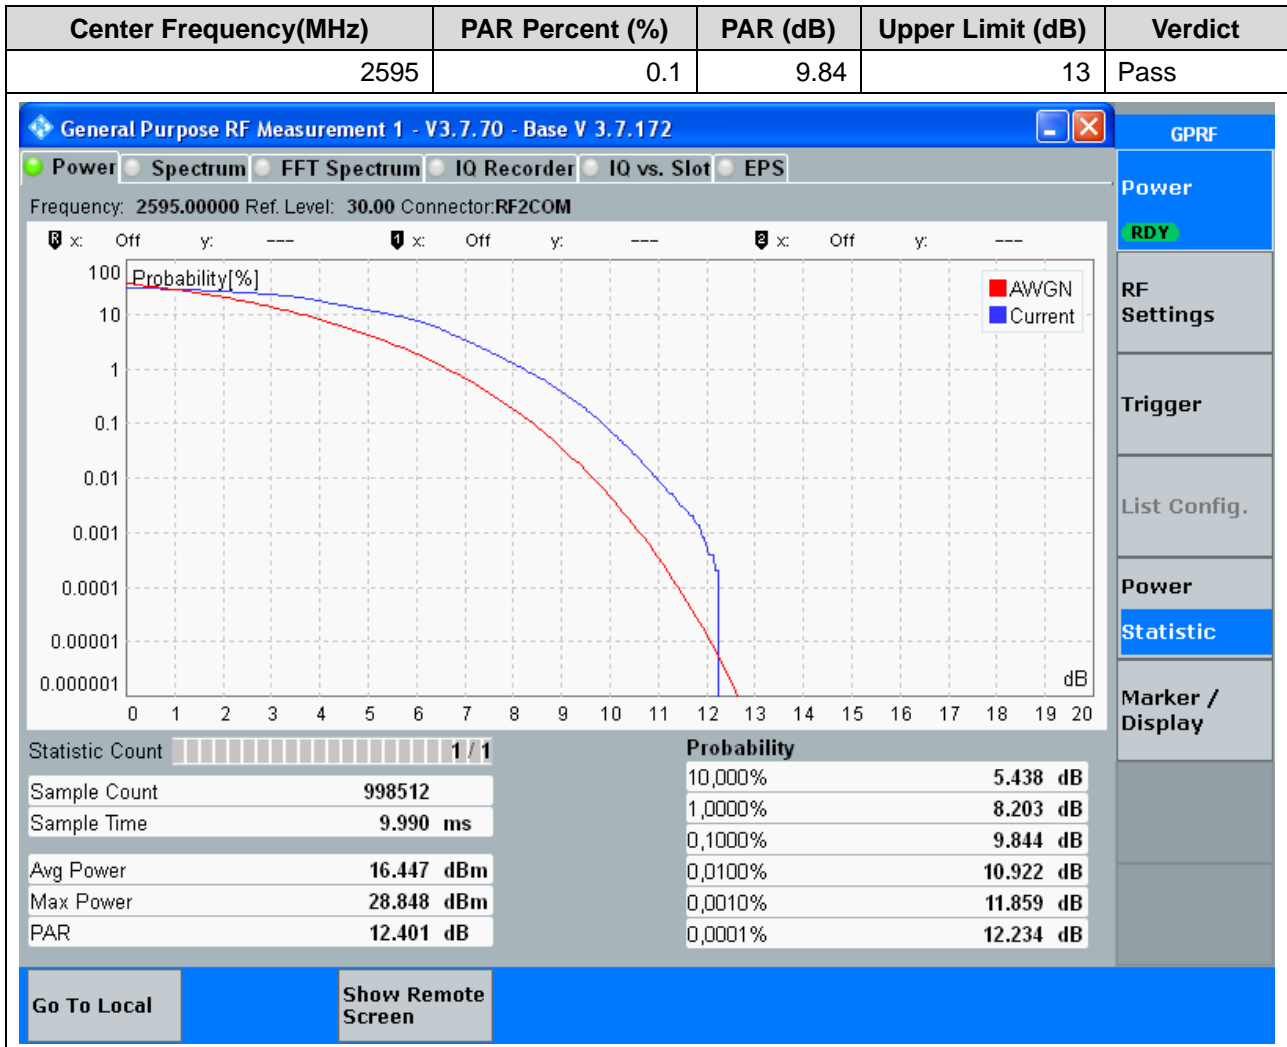 Center Frequency(MHz) PAR Percent (%) PAR (dB) Upper Limit (dB) Verdict
2595 0.1 9.84 13 Pass
General Purpose RF Measurement 1 - V3.7.70 - Base V 3.7.172
GPRF
Power Spectrum FFT Spectrum IQ Recorder IQ vs. Slot EPS
Frequency: 2595.00000 Ref. Level: 30.00 Connector:RF2COM
R x: Off y: --- 1 x: Off y: --- 2 x: Off y: ---
Probability[%]
AWGN
Current
100
10
1
0.1
0.01
0.001
0.0001
0.00001
0.000001
dB
0 1 2 3 4 5 6 7 8 9 10 11 12 13 14 15 16 17 18 19 20
Statistic Count 1 / 1
Sample Count 998512
Sample Time 9.990 ms
Avg Power 16.447 dBm
Max Power 28.848 dBm
PAR 12.401 dB
Probability
10,000% 5.438 dB
1,0000% 8.203 dB
0,1000% 9.844 dB
0,0100% 10.922 dB
0,0010% 11.859 dB
0,0001% 12.234 dB
Power
RDY
RF
Settings
Trigger
List Config.
Power
Statistic
Marker /
Display
Go To Local
Show Remote
Screen